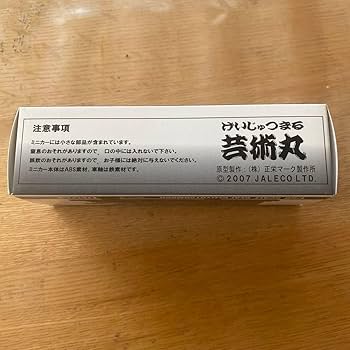 注意事項
ミニカーには小さな部品が含まれています。
窒息のおそれがありますので 口の中には入れないで下さい。
誤飲のおそれがありますので お子様には絶対に与えないでください。
ミニカー本体はABS素材、車軸は鉄素材です。
げいじゅつまる
芸術丸
原型製作:(株)正栄マーク製作所
©2007 JALECO LTD.